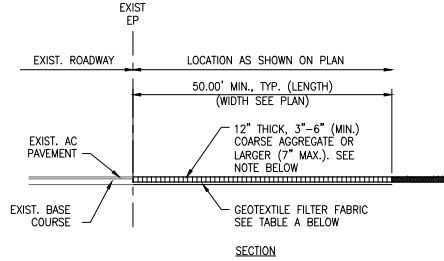 EXIST
EP
EXIST. ROADWAY
LOCATION AS SHOWN ON PLAN
50.00' MIN., TYP. (LENGTH)
(WIDTH SEE PLAN)
12" THICK, 3"-6" (MIN.)
COARSE AGGREGATE OR
LARGER (7" MAX.). SEE
NOTE BELOW
EXIST. AC
PAVEMENT
EXIST. BASE
COURSE
GEOTEXTILE FILTER FABRIC
SEE TABLE A BELOW
SECTION